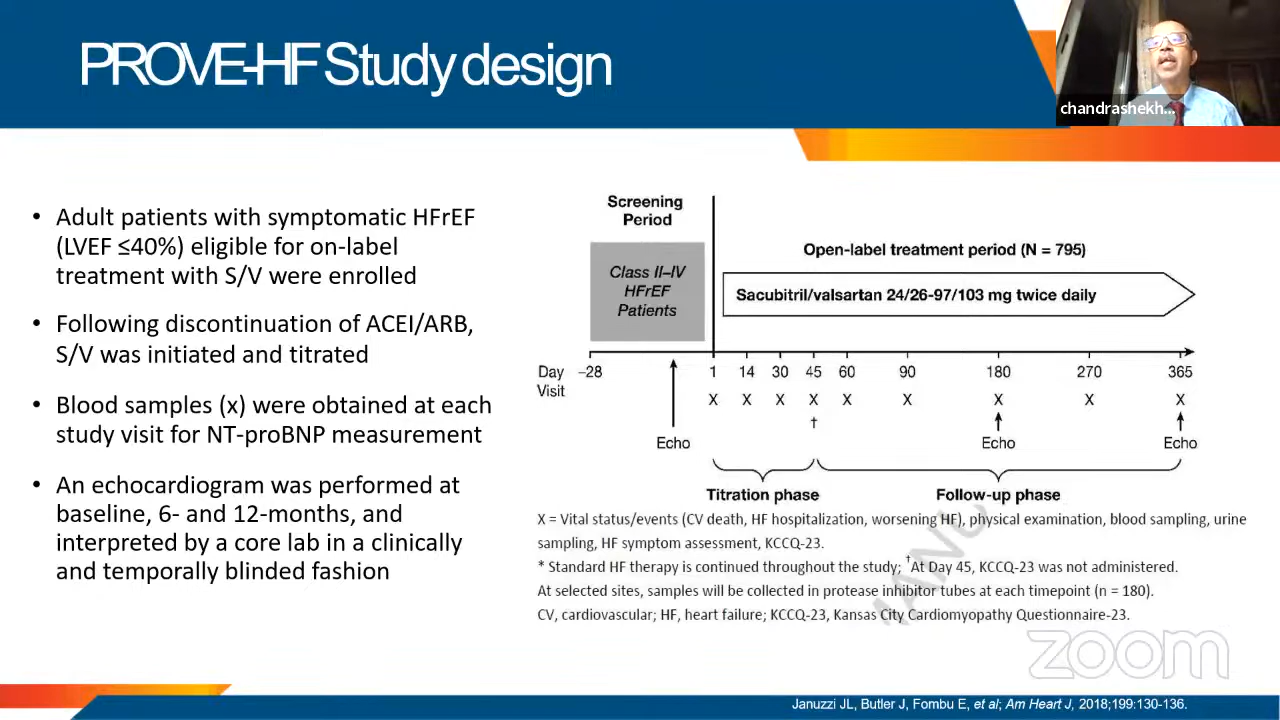 PROVE-HF Study design
chandrashekh...
• Adult patients with symptomatic HFrEF
(LVEF ≤40%) eligible for on-label
treatment with S/V were enrolled
• Following discontinuation of ACEI/ARB,
S/V was initiated and titrated
• Blood samples (x) were obtained at each
study visit for NT-proBNP measurement
• An echocardiogram was performed at
baseline, 6- and 12-months, and
interpreted by a core lab in a clinically
and temporally blinded fashion
Screening
Period
Class II–IV
HFrEF
Patients
Open-label treatment period (N = 795)
Sacubitril/valsartan 24/26-97/103 mg twice daily
Day –28 1 14 30 45 60 90 180 270 365
Visit X X X X X X X X X
†
Echo Echo Echo
Titration phase Follow-up phase
X = Vital status/events (CV death, HF hospitalization, worsening HF), physical examination, blood sampling, urine
sampling, HF symptom assessment, KCCQ-23.
* Standard HF therapy is continued throughout the study; †At Day 45, KCCQ-23 was not administered.
At selected sites, samples will be collected in protease inhibitor tubes at each timepoint (n = 180).
CV, cardiovascular; HF, heart failure; KCCQ-23, Kansas City Cardiomyopathy Questionnaire-23.
zoom
Januzzi JL, Butler J, Fombu E, et al; Am Heart J, 2018;199:130-136.